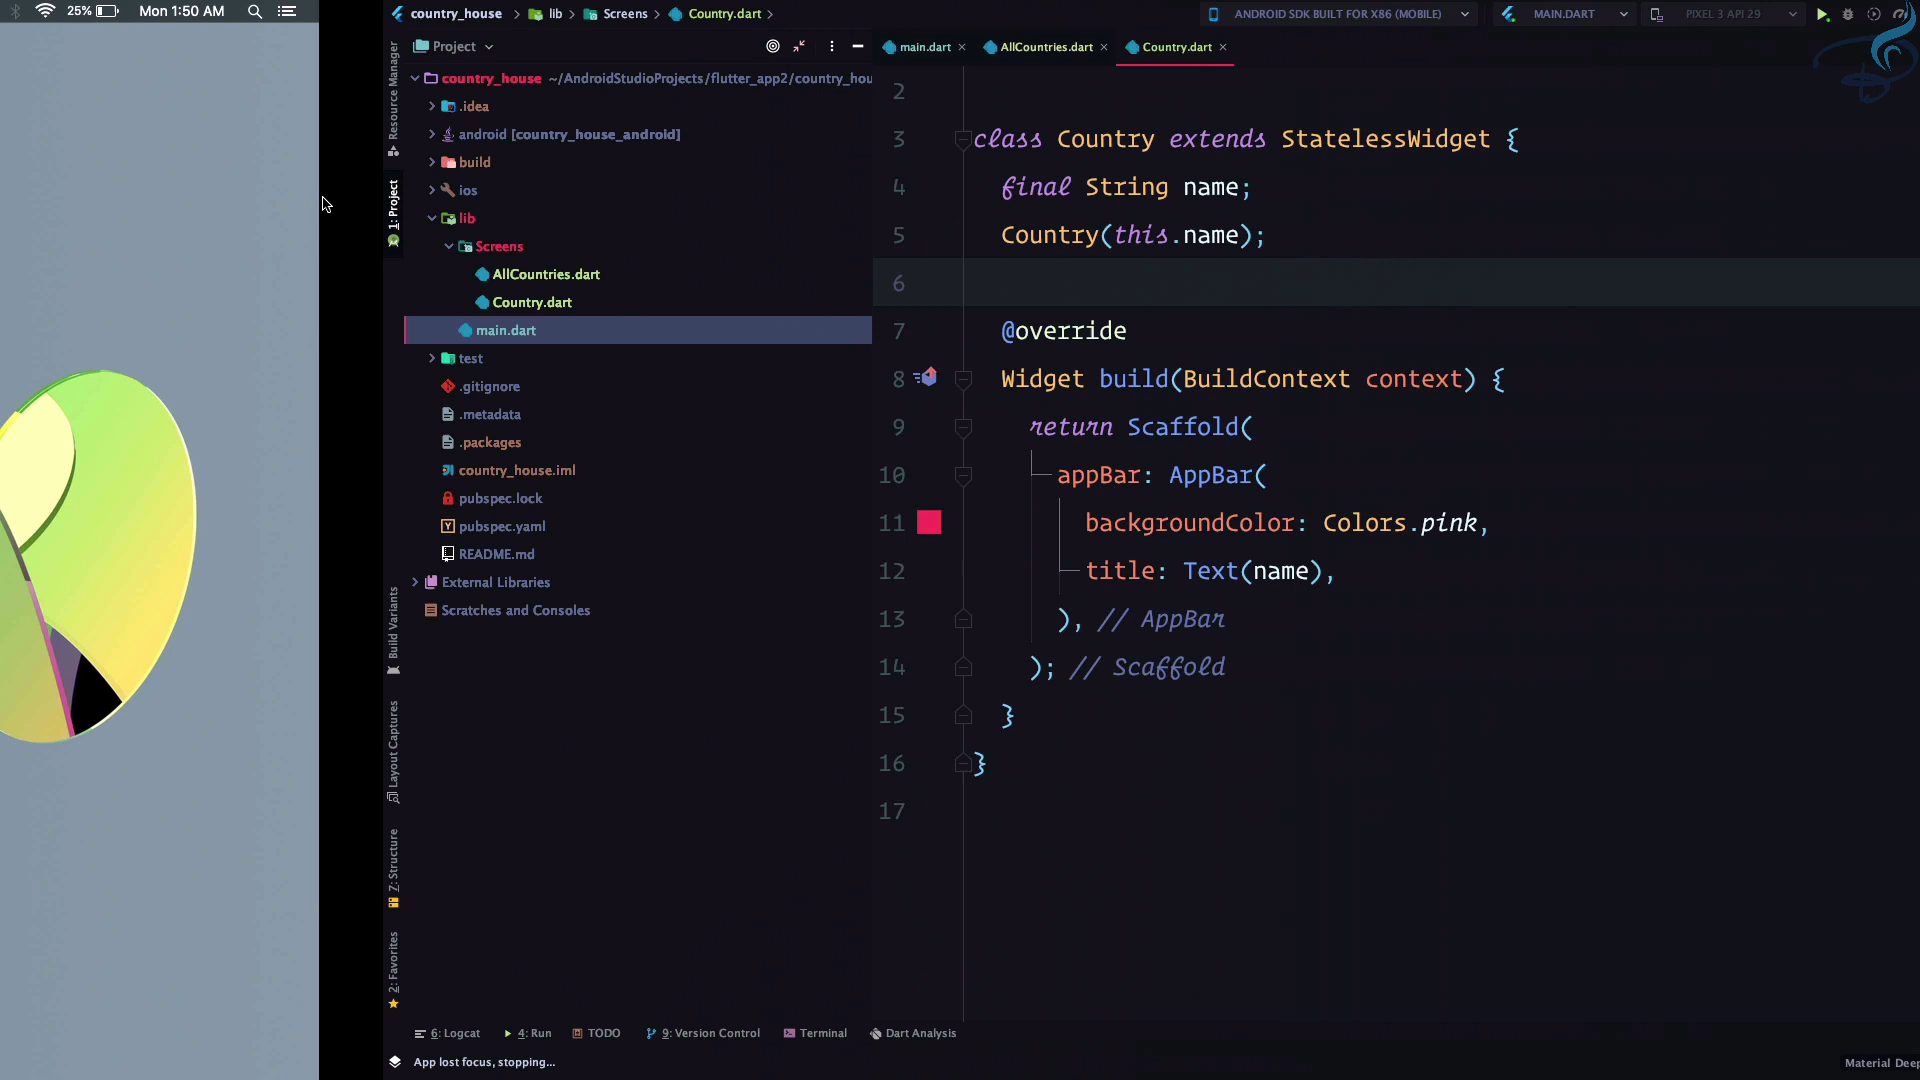 25% Mon 1:50 AM
country_house lib Screens Country.dart
ANDROID SDK BUILT FOR X86 (MOBILE) MAIN.DART PIXEL 3 API 29
Project
main.dart AllCountries.dart Country.dart
Resource Manager
1: Project
Build Variants
Layout Captures
7: Structure
2: Favorites
country_house ~/AndroidStudioProjects/flutter_app2/country_hou
.idea
android [country_house_android]
build
ios
lib
Screens
AllCountries.dart
Country.dart
main.dart
test
.gitignore
.metadata
.packages
country_house.iml
pubspec.lock
pubspec.yaml
README.md
External Libraries
Scratches and Consoles
2
3 class Country extends StatelessWidget {
4 final String name;
5 Country(this.name);
6
7 @override
8 Widget build(BuildContext context) {
9 return Scaffold(
10 appBar: AppBar(
11 backgroundColor: Colors.pink,
12 title: Text(name),
13 ), // AppBar
14 ); // Scaffold
15 }
16 }
17
6: Logcat 4: Run TODO 9: Version Control Terminal Dart Analysis
App lost focus, stopping...
Material Deep